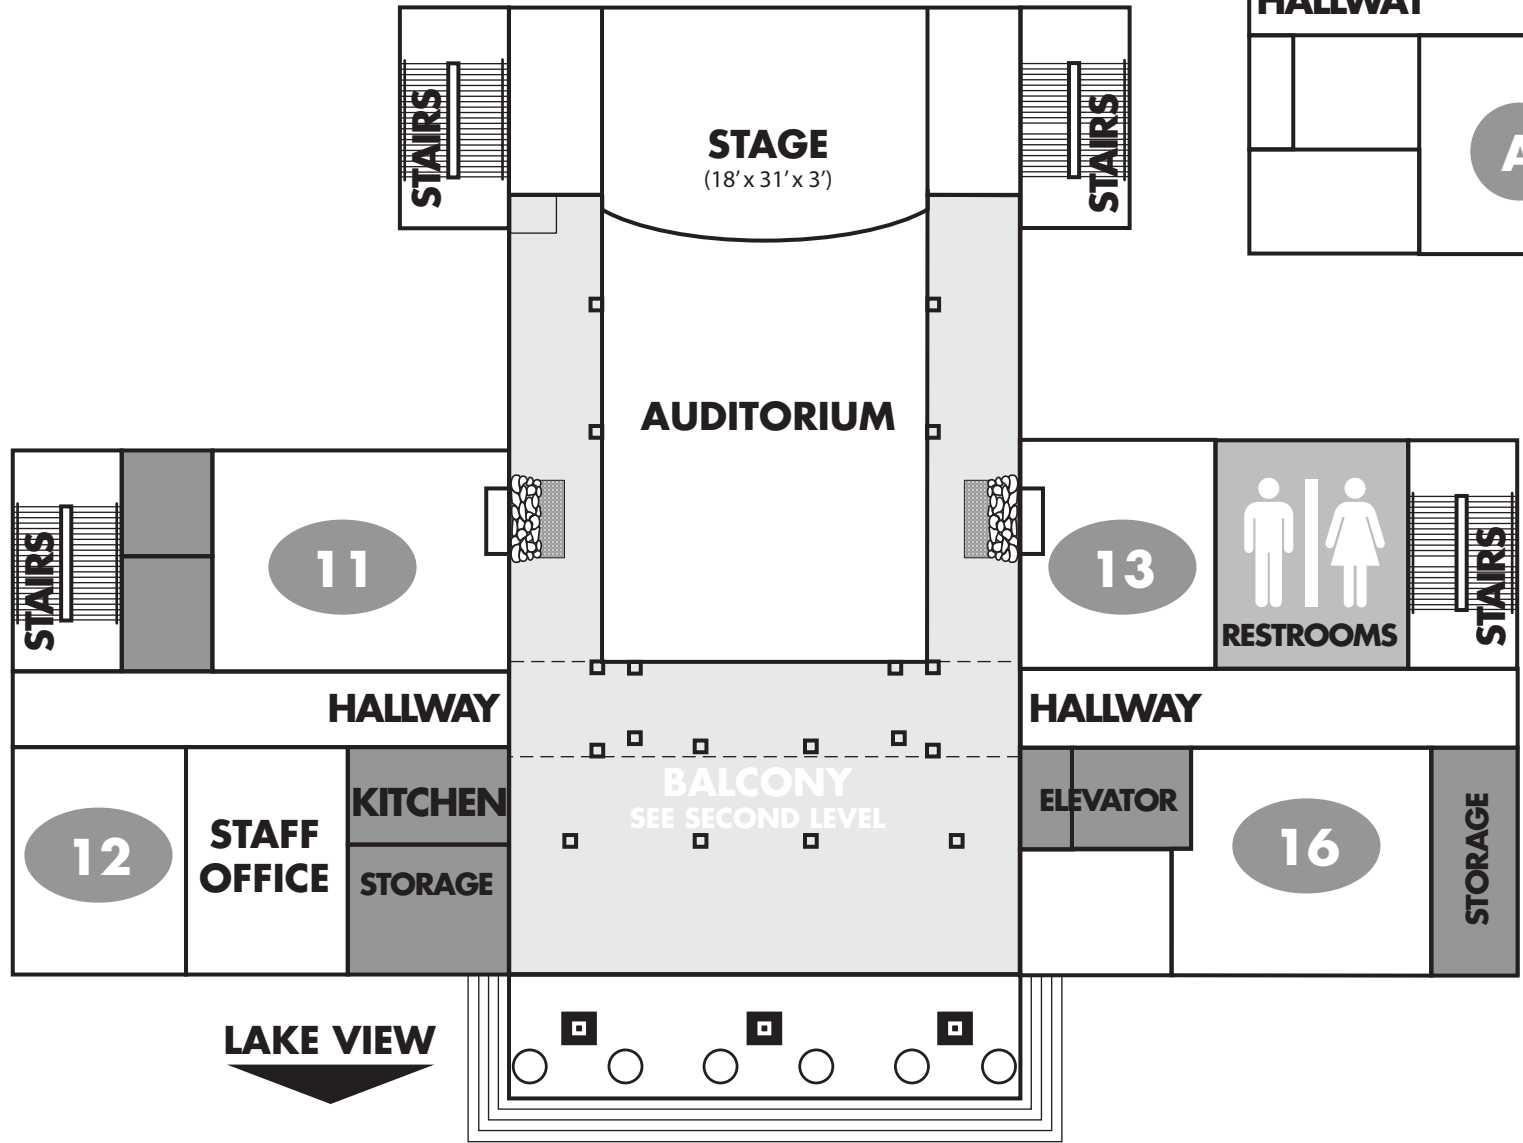 HALLWAY
STAIRS
STAGE
(18’ x 31’ x 3’)
STAIRS
A
AUDITORIUM
STAIRS
11
13
RESTROOMS
STAIRS
HALLWAY
HALLWAY
12
STAFF
OFFICE
KITCHEN
STORAGE
BALCONY
SEE SECOND LEVEL
ELEVATOR
16
STORAGE
LAKE VIEW